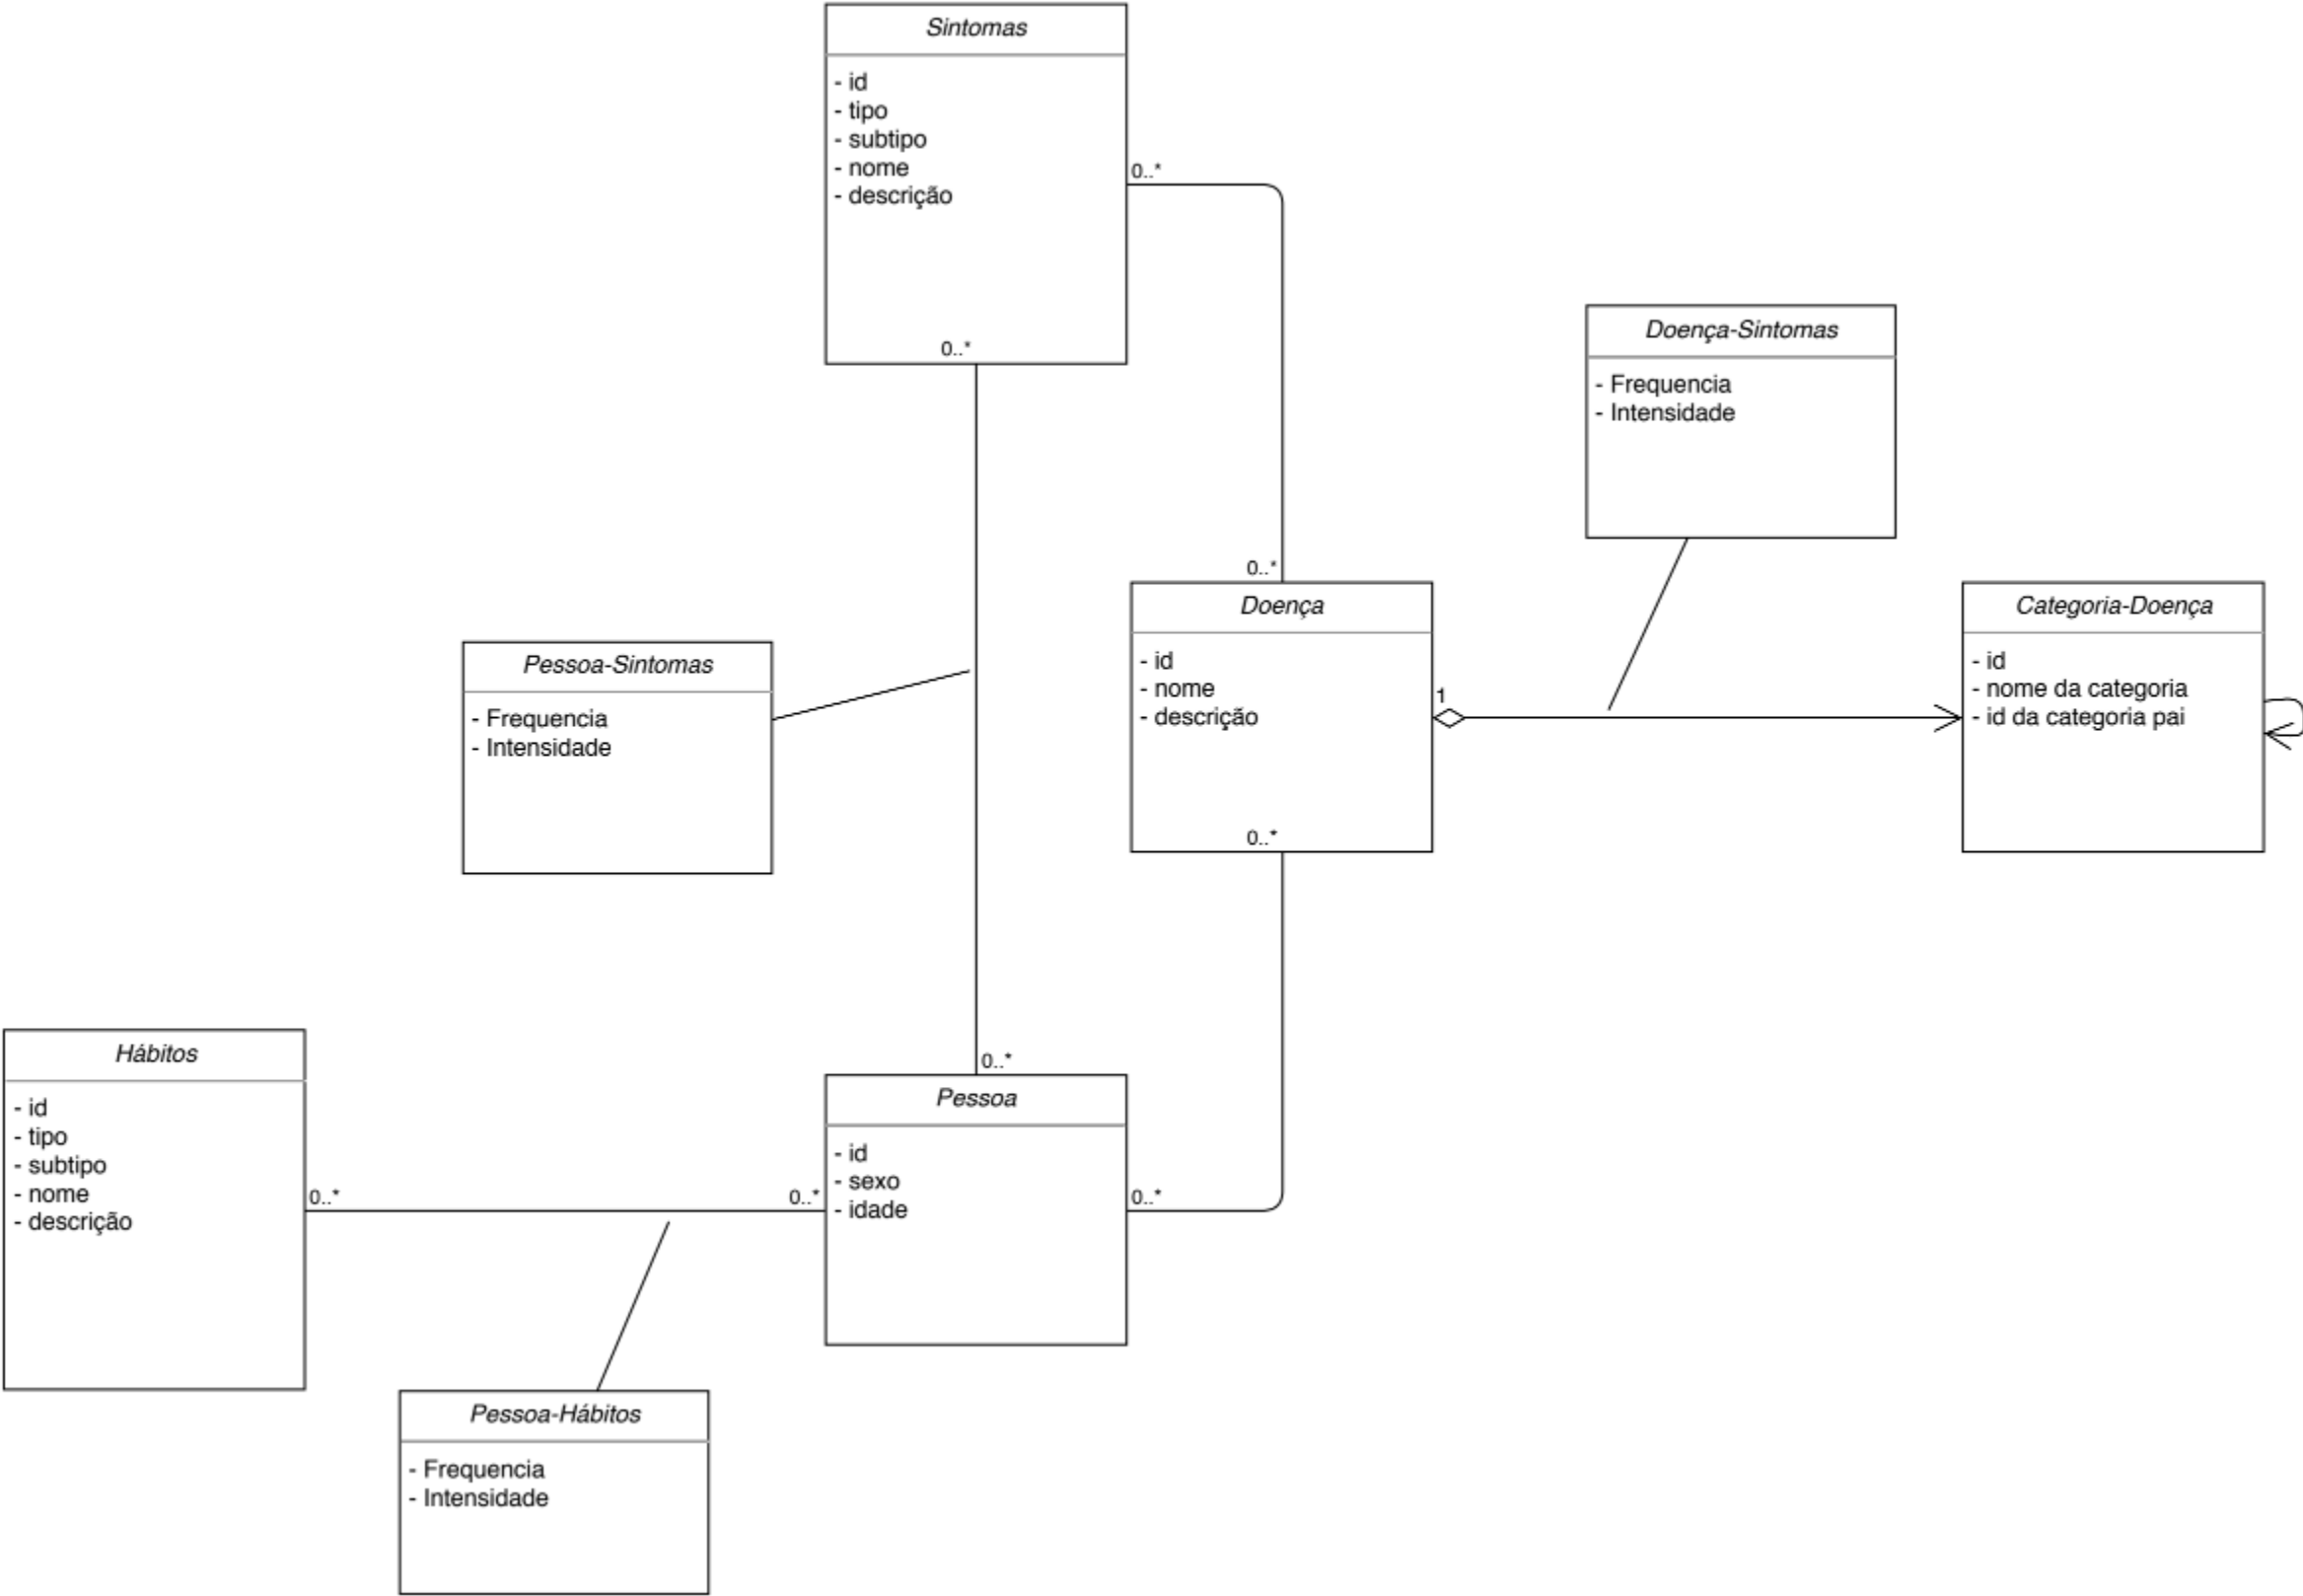 Sintomas
- id
- tipo
- subtipo
- nome
- descrição
0..*
0..*
0..*
Doença-Sintomas
- Frequencia
- Intensidade
Doença
- id
- nome
- descrição
0..*
1
Categoria-Doença
- id
- nome da categoria
- id da categoria pai
Pessoa-Sintomas
- Frequencia
- Intensidade
Hábitos
- id
- tipo
- subtipo
- nome
- descrição
0..*
0..*
0..*
Pessoa
- id
- sexo
- idade
0..*
Pessoa-Hábitos
- Frequencia
- Intensidade